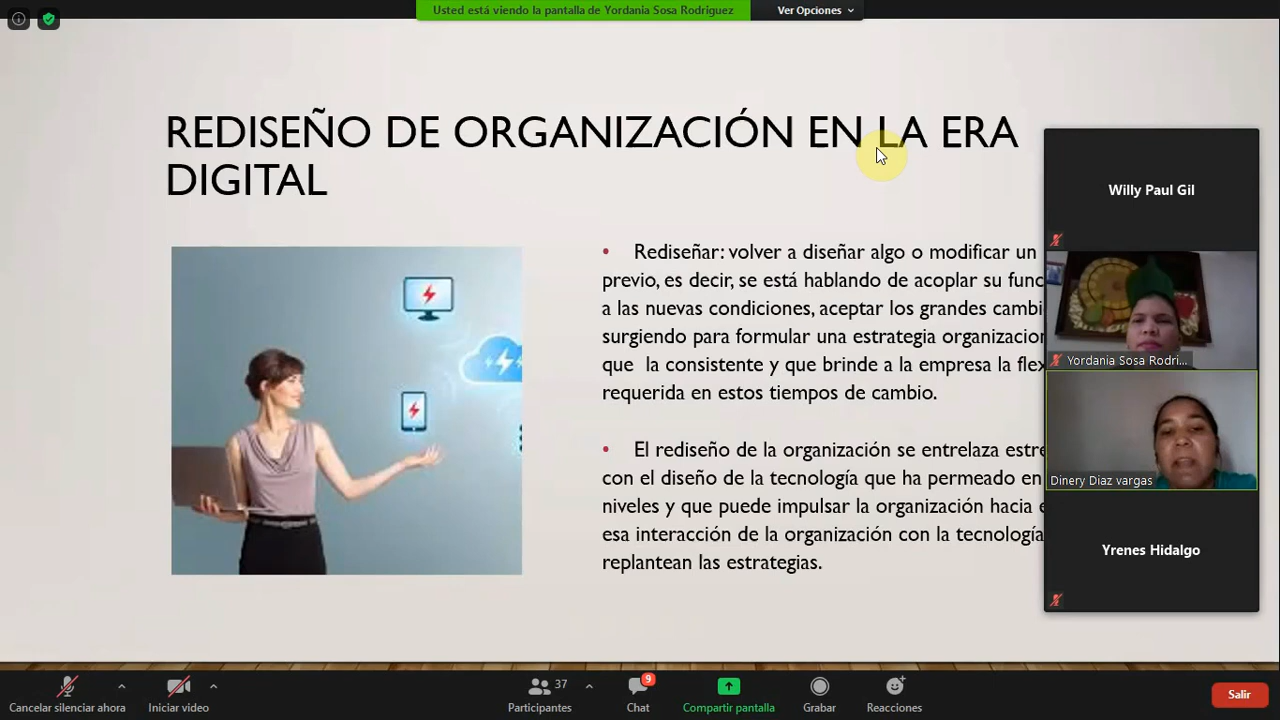 Usted está viendo la pantalla de Yordania Sosa Rodriguez
Ver Opciones
REDISEÑO DE ORGANIZACIÓN EN LA ERA
DIGITAL
• Rediseñar: volver a diseñar algo o modificar un
previo, es decir, se está hablando de acoplar su func
a las nuevas condiciones, aceptar los grandes cambi
surgiendo para formular una estrategia organizacion
que la consistente y que brinde a la empresa la flex
requerida en estos tiempos de cambio.
• El rediseño de la organización se entrelaza estre
con el diseño de la tecnología que ha permeado en
niveles y que puede impulsar la organización hacia e
esa interacción de la organización con la tecnología
replantean las estrategias.
Willy Paul Gil
Yordania Sosa Rodri...
Dinery Diaz vargas
Yrenes Hidalgo
Cancelar silenciar ahora
Iniciar video
37
Participantes
9
Chat
Compartir pantalla
Grabar
Reacciones
Salir